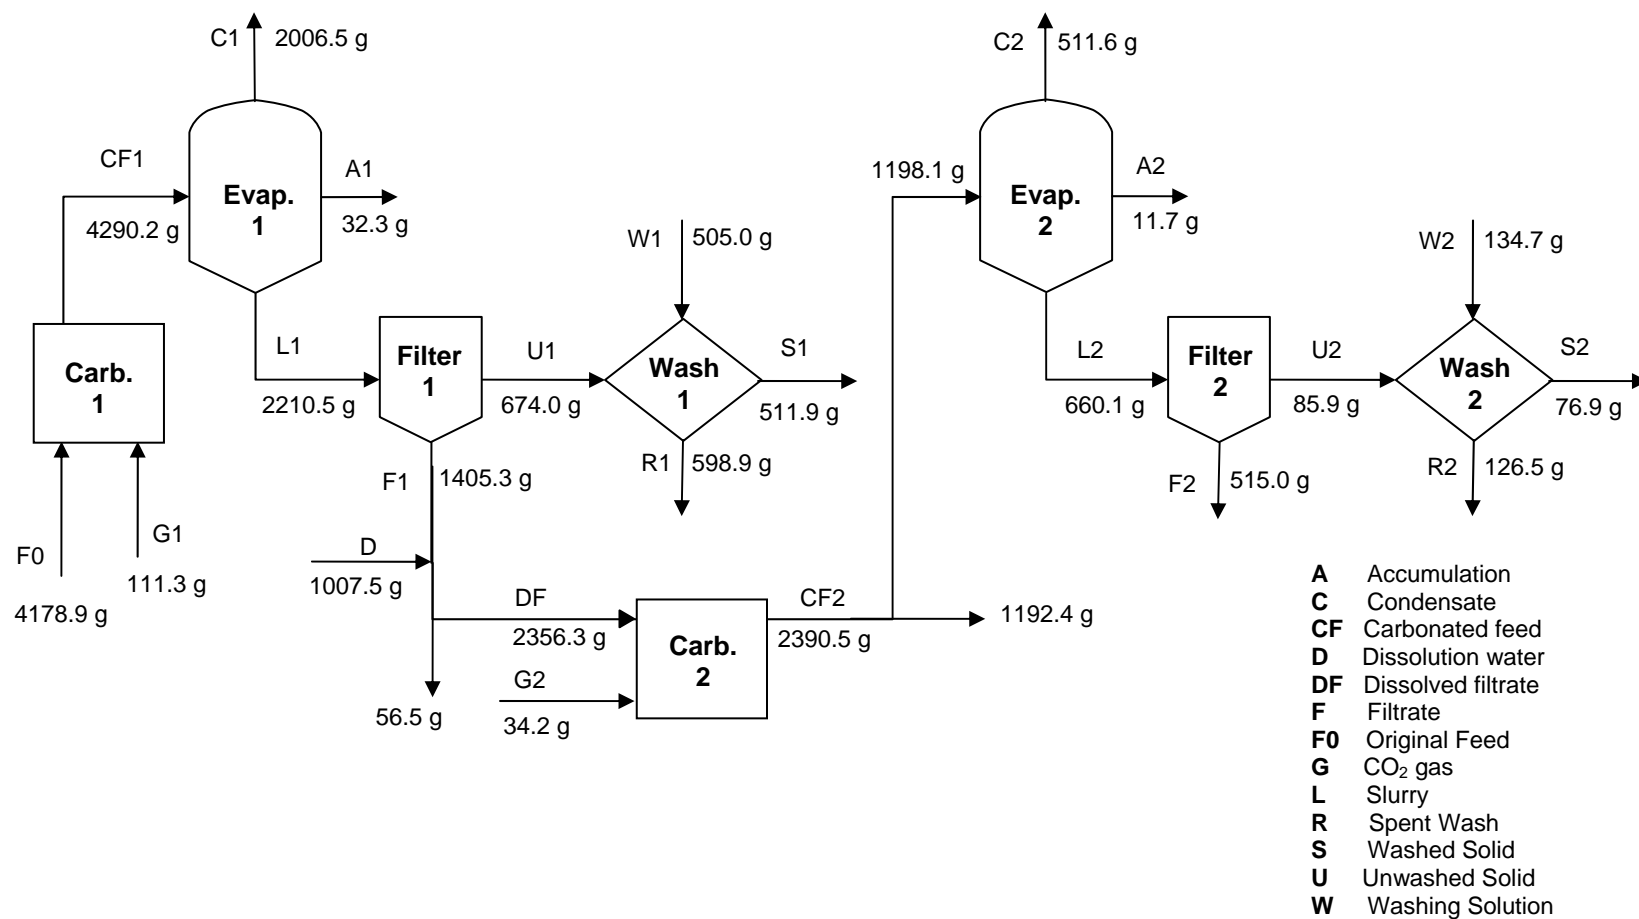 C1 2006.5 g
C2 511.6 g
CF1
A1
Evap.
1
4290.2 g
32.3 g
1198.1 g
A2
Evap.
2
11.7 g
W1 505.0 g
W2 134.7 g
L1
Filter
1
U1
Wash
1
S1
2210.5 g
674.0 g
511.9 g
L2
Filter
2
U2
Wash
2
S2
660.1 g
85.9 g
76.9 g
Carb.
1
F1 1405.3 g
R1 598.9 g
F2 515.0 g
R2 126.5 g
F0
G1
4178.9 g
111.3 g
D
1007.5 g
DF
2356.3 g
Carb.
2
CF2
2390.5 g
1192.4 g
G2
34.2 g
56.5 g
A Accumulation
C Condensate
CF Carbonated feed
D Dissolution water
DF Dissolved filtrate
F Filtrate
F0 Original Feed
G CO₂ gas
L Slurry
R Spent Wash
S Washed Solid
U Unwashed Solid
W Washing Solution